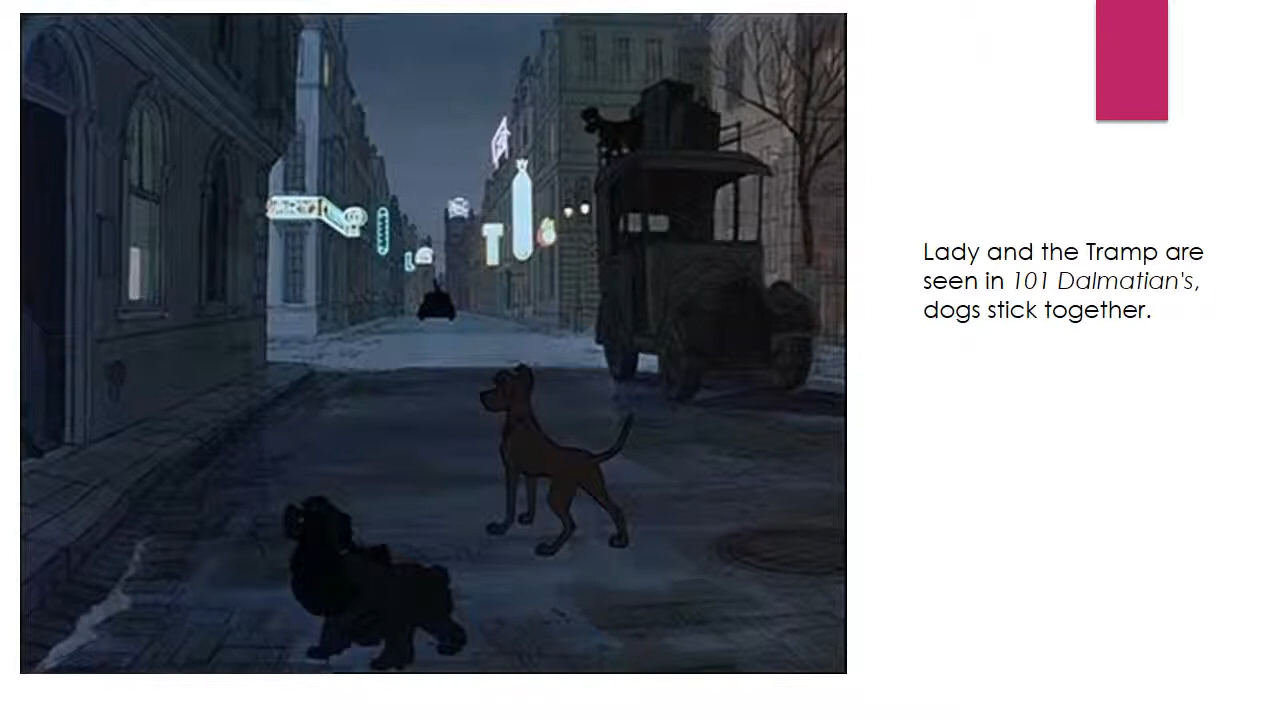 Lady and the Tramp are
seen in 101 Dalmatian's,
dogs stick together.